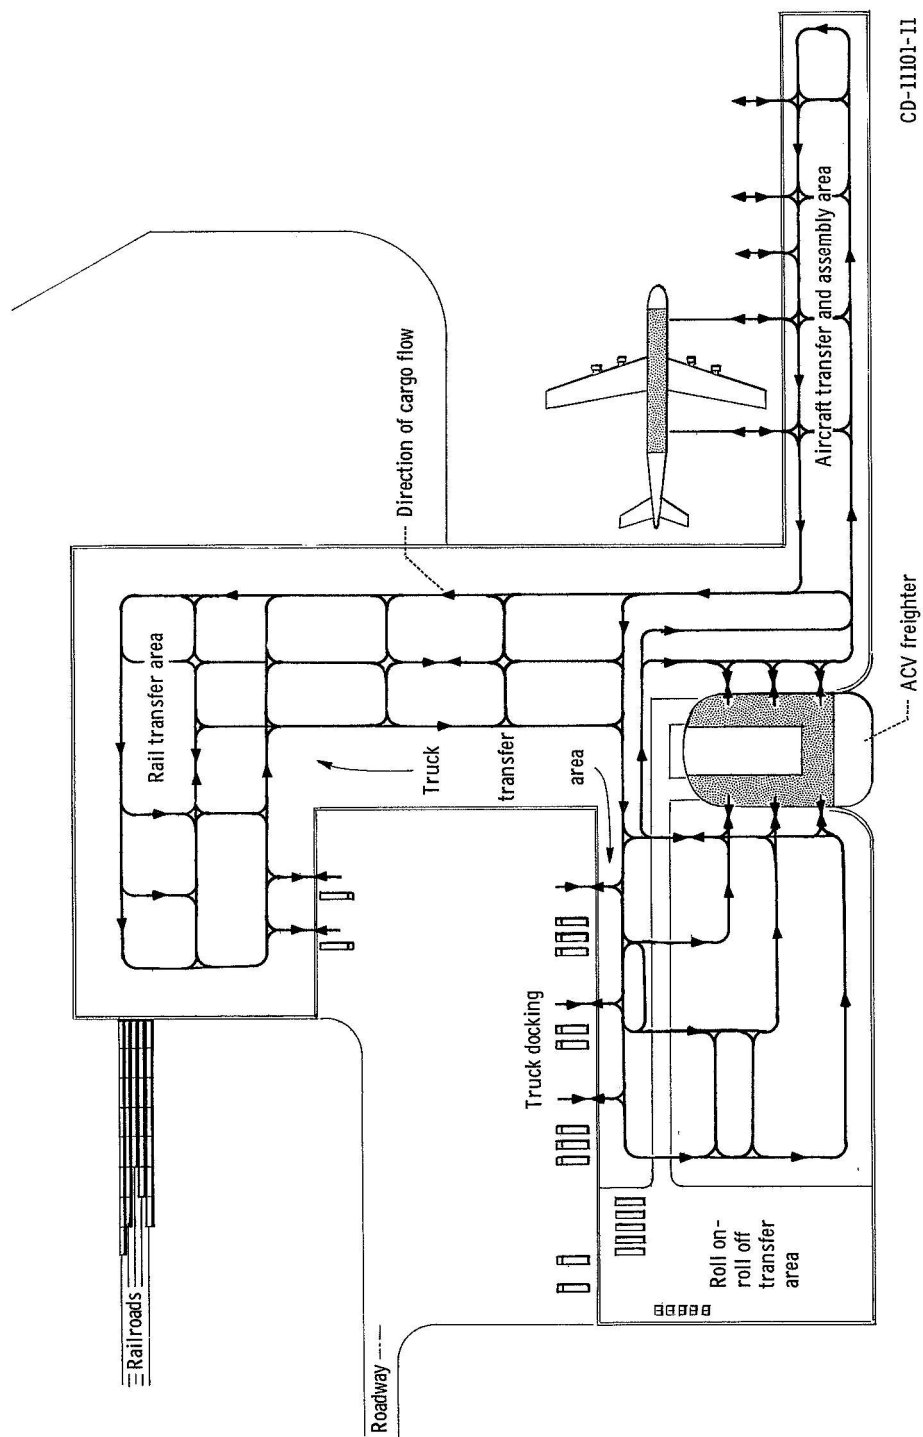 Railroads
Rail transfer area
Roadway
Direction of cargo flow
Truck
transfer
area
Truck docking
Aircraft transfer and assembly area
Roll on-
roll off
transfer
area
ACV freighter
CD-11101-11